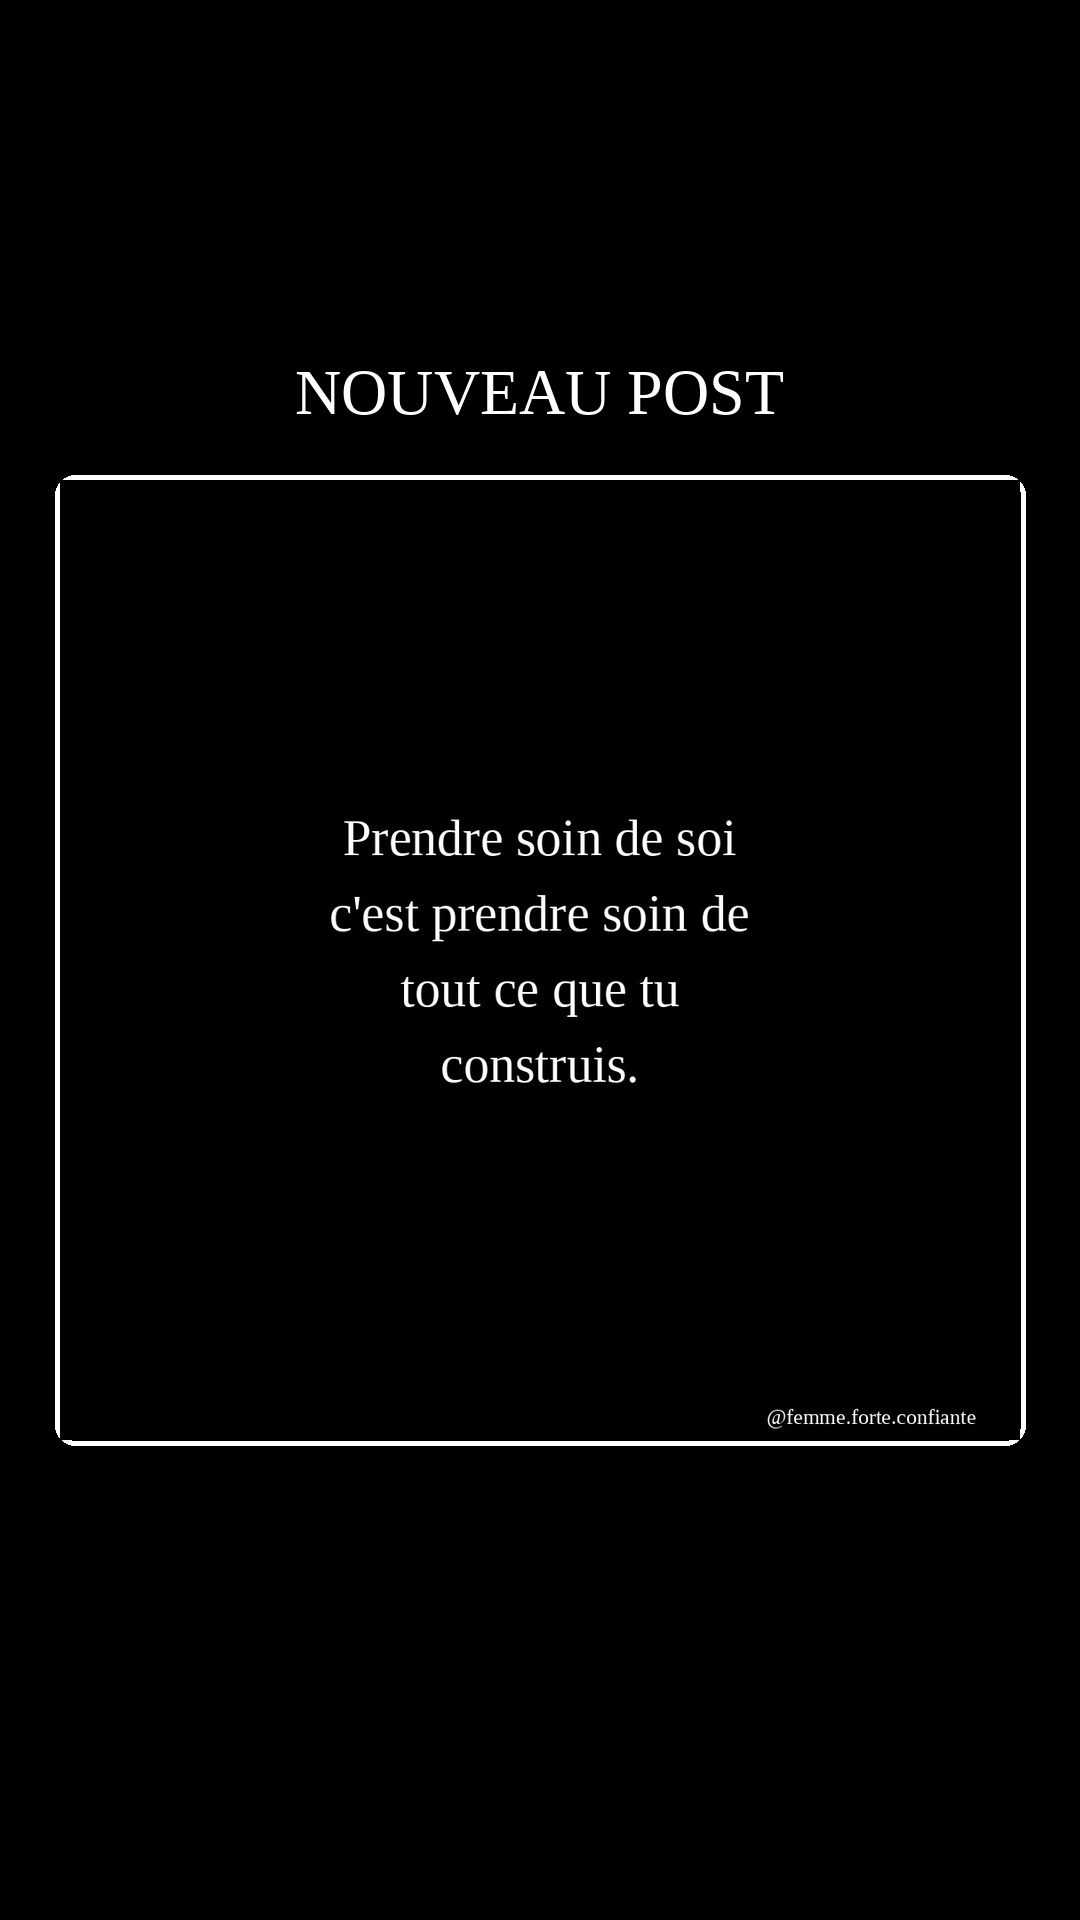 NOUVEAU POST
Prendre soin de soi
c'est prendre soin de
tout ce que tu
construis.
@femme.forte.confiante